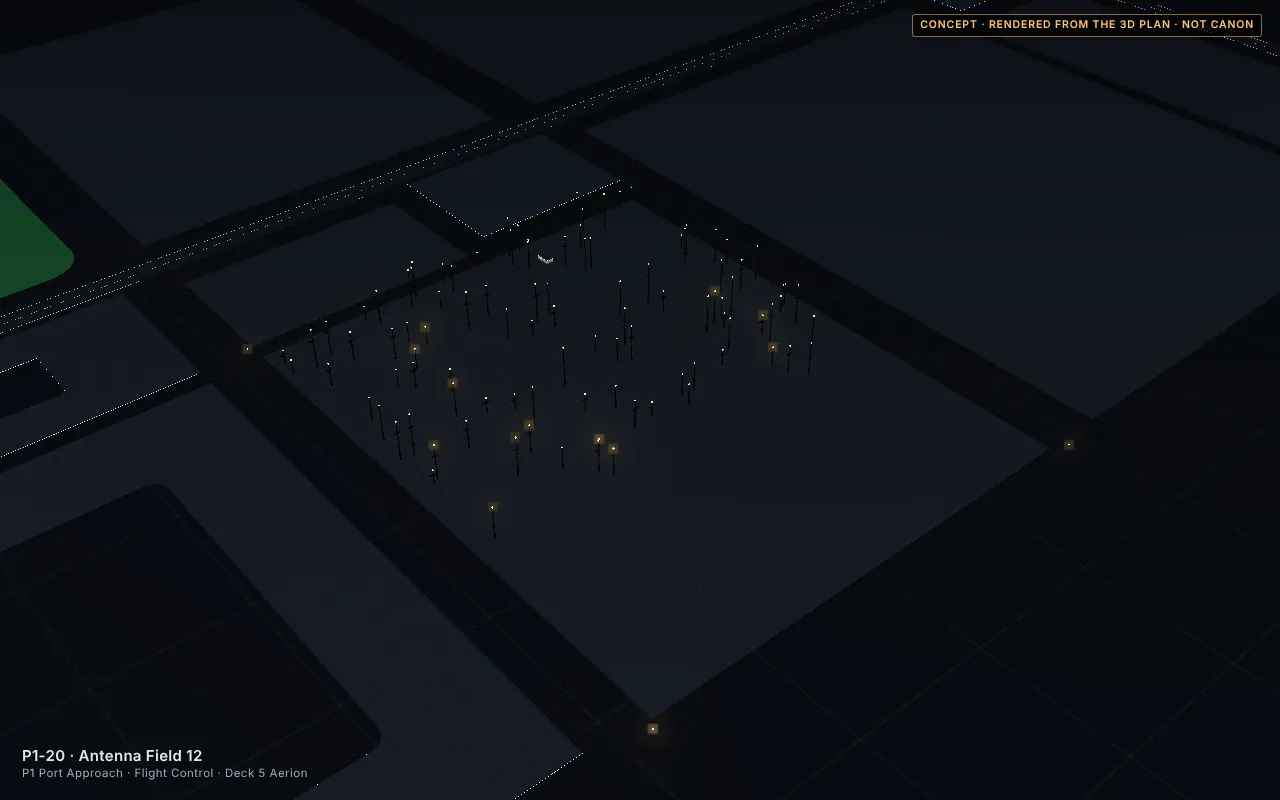 CONCEPT · RENDERED FROM THE 3D PLAN · NOT CANON
P1-20 · Antenna Field 12
P1 Port Approach · Flight Control · Deck 5 Aerion